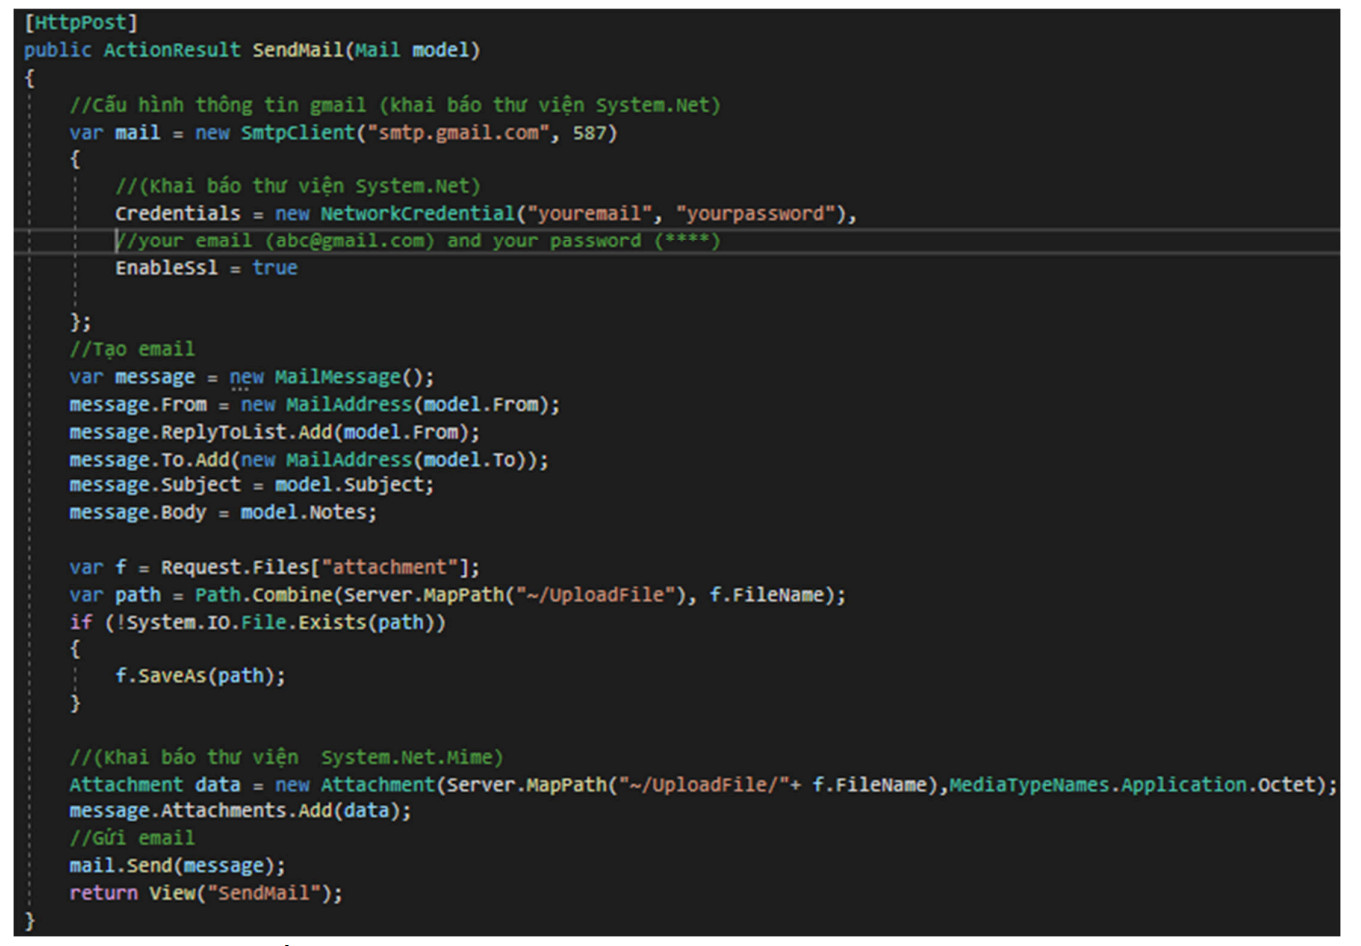 [HttpPost]
public ActionResult SendMail(Mail model)
{
//Cấu hình thông tin gmail (khai báo thư viện System.Net)
var mail = new SmtpClient("smtp.gmail.com", 587)
{
//(Khai báo thư viện System.Net)
Credentials = new NetworkCredential("youremail", "yourpassword"),
//your email (abc@gmail.com) and your password (****)
EnableSsl = true
};
//Tạo email
var message = new MailMessage();
message.From = new MailAddress(model.From);
message.ReplyToList.Add(model.From);
message.To.Add(new MailAddress(model.To));
message.Subject = model.Subject;
message.Body = model.Notes;
var f = Request.Files["attachment"];
var path = Path.Combine(Server.MapPath("~/UploadFile"), f.FileName);
if (!System.IO.File.Exists(path))
{
f.SaveAs(path);
}
//(Khai báo thư viện  System.Net.Mime)
Attachment data = new Attachment(Server.MapPath("~/UploadFile/"+ f.FileName),MediaTypeNames.Application.Octet);
message.Attachments.Add(data);
//Gửi email
mail.Send(message);
return View("SendMail");
}